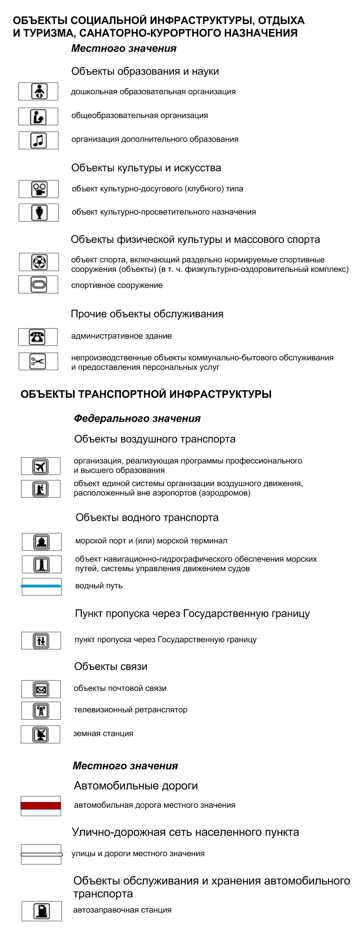 ОБЪЕКТЫ СОЦИАЛЬНОЙ ИНФРАСТРУКТУРЫ, ОТДЫХА
И ТУРИЗМА, САНАТОРНО-КУРОРТНОГО НАЗНАЧЕНИЯ
Местного значения
Объекты образования и науки
дошкольная образовательная организация
общеобразовательная организация
организация дополнительного образования
Объекты культуры и искусства
объект культурно-досугового (клубного) типа
объект культурно-просветительного назначения
Объекты физической культуры и массового спорта
объект спорта, включающий раздельно нормируемые спортивные
сооружения (объекты) (в т. ч. физкультурно-оздоровительный комплекс)
спортивное сооружение
Прочие объекты обслуживания
административное здание
непроизводственные объекты коммунально-бытового обслуживания
и предоставления персональных услуг
ОБЪЕКТЫ ТРАНСПОРТНОЙ ИНФРАСТРУКТУРЫ
Федерального значения
Объекты воздушного транспорта
организация, реализующая программы профессионального
и высшего образования
объект единой системы организации воздушного движения,
расположенный вне аэропортов (аэродромов)
Объекты водного транспорта
морской порт и (или) морской терминал
объект навигационно-гидрографического обеспечения морских
путей, системы управления движением судов
водный путь
Пункт пропуска через Государственную границу
пункт пропуска через Государственную границу
Объекты связи
объекты почтовой связи
телевизионный ретранслятор
земная станция
Местного значения
Автомобильные дороги
автомобильная дорога местного значения
Улично-дорожная сеть населенного пункта
улицы и дороги местного значения
Объекты обслуживания и хранения автомобильного
транспорта
автозаправочная станция